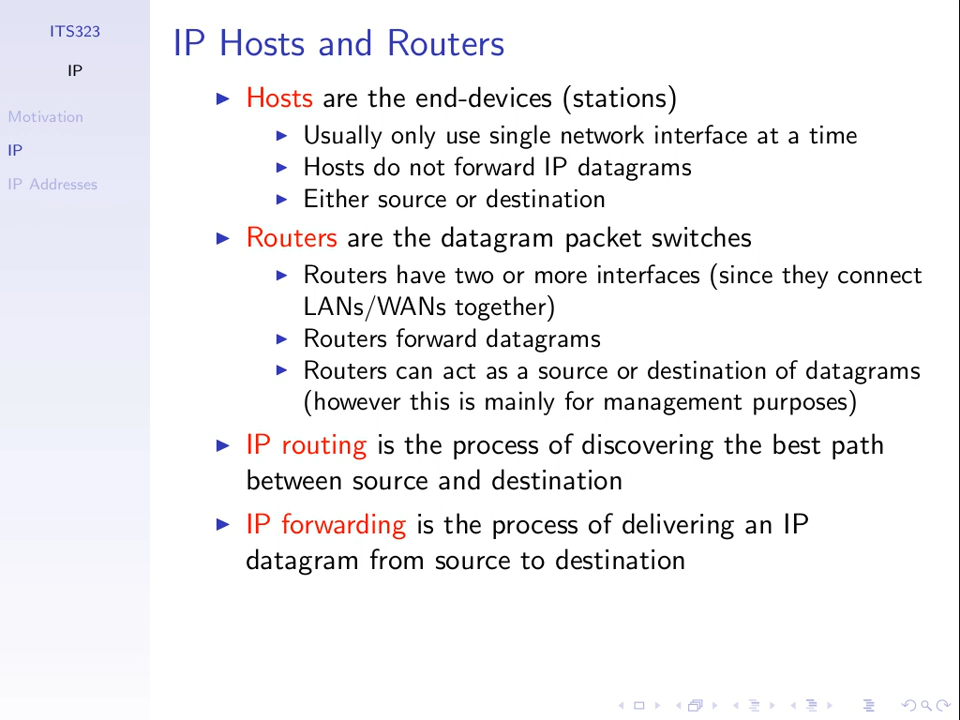 ITS323
IP
Motivation
IP
IP Addresses
IP Hosts and Routers
Hosts are the end-devices (stations)
Usually only use single network interface at a time
Hosts do not forward IP datagrams
Either source or destination
Routers are the datagram packet switches
Routers have two or more interfaces (since they connect
LANs/WANs together)
Routers forward datagrams
Routers can act as a source or destination of datagrams
(however this is mainly for management purposes)
IP routing is the process of discovering the best path
between source and destination
IP forwarding is the process of delivering an IP
datagram from source to destination